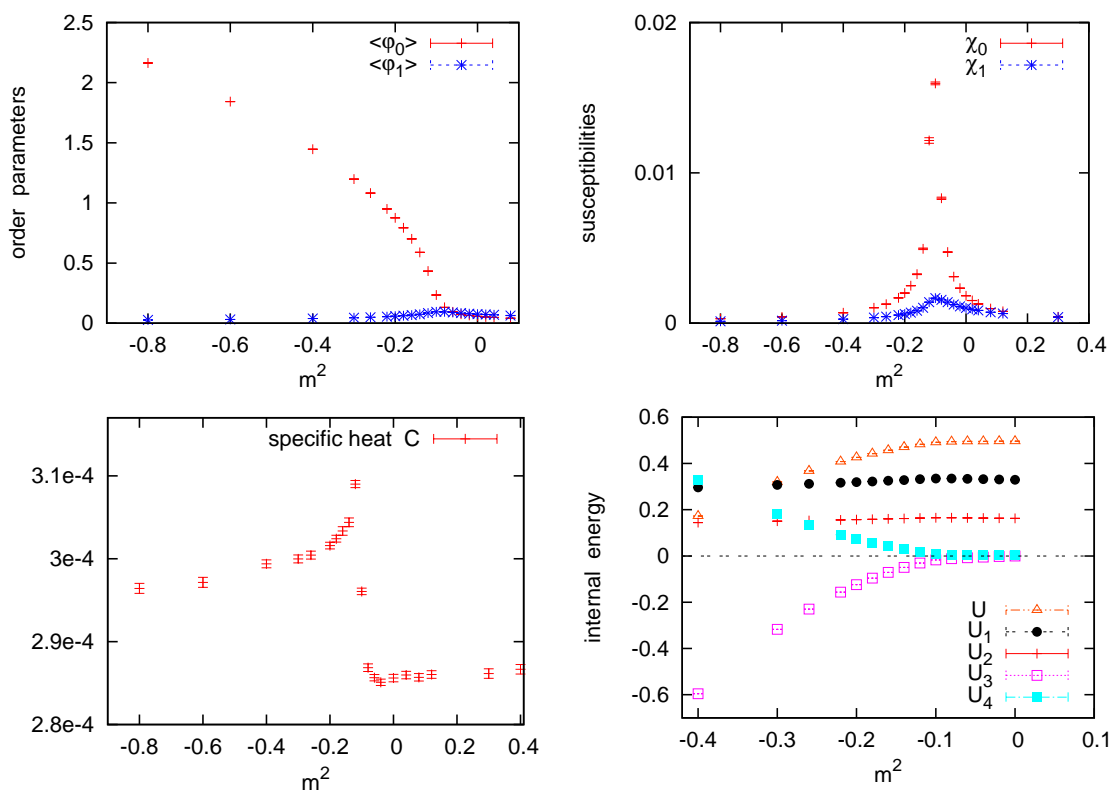 order parameters
2.5
2
1.5
1
0.5
0
-0.8
-0.6
-0.4
-0.2
0
m²
<φ₀>
<φ₁>
susceptibilities
0.02
0.01
0
-0.8
-0.6
-0.4
-0.2
0
0.2
0.4
m²
χ₀
χ₁
specific heat C
3.1e-4
3e-4
2.9e-4
2.8e-4
-0.8
-0.6
-0.4
-0.2
0
0.2
0.4
m²
internal energy
0.6
0.4
0.2
0
-0.2
-0.4
-0.6
-0.4
-0.3
-0.2
-0.1
0
0.1
m²
U
U₁
U₂
U₃
U₄